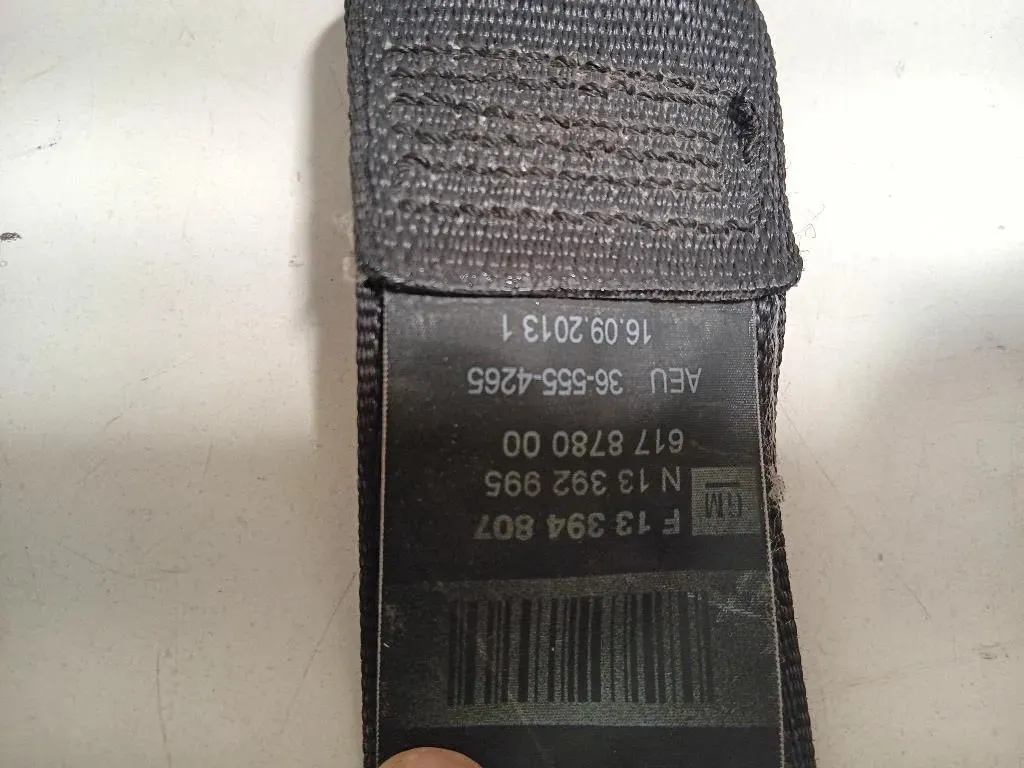 F 13 394 807
GM
N 13 392 995
617 8780 00
AEU 36-555-4265
16.09.2013 1